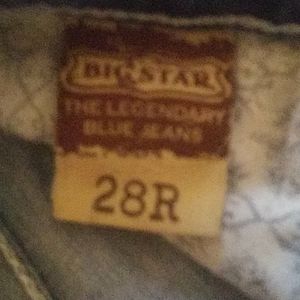 BIG STAR
THE LEGENDARY
BLUE JEANS
28R